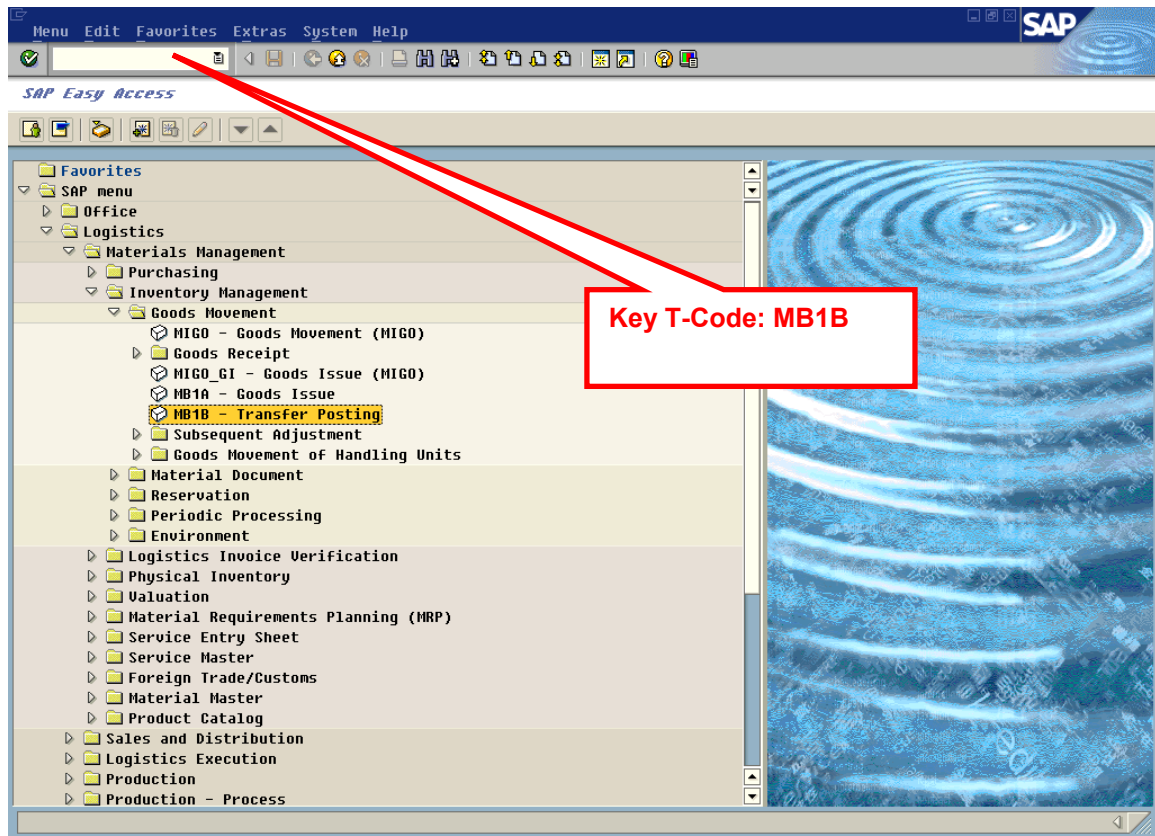 Menu Edit Favorites Extras System Help
SAP
SAP Easy Access
Favorites
SAP menu
Office
Logistics
Materials Management
Purchasing
Inventory Management
Goods Movement
MIGO - Goods Movement (MIGO)
Goods Receipt
MIGO_GI - Goods Issue (MIGO)
MB1A - Goods Issue
MB1B - Transfer Posting
Subsequent Adjustment
Goods Movement of Handling Units
Material Document
Reservation
Periodic Processing
Environment
Logistics Invoice Verification
Physical Inventory
Valuation
Material Requirements Planning (MRP)
Service Entry Sheet
Service Master
Foreign Trade/Customs
Material Master
Product Catalog
Sales and Distribution
Logistics Execution
Production
Production - Process
Key T-Code: MB1B